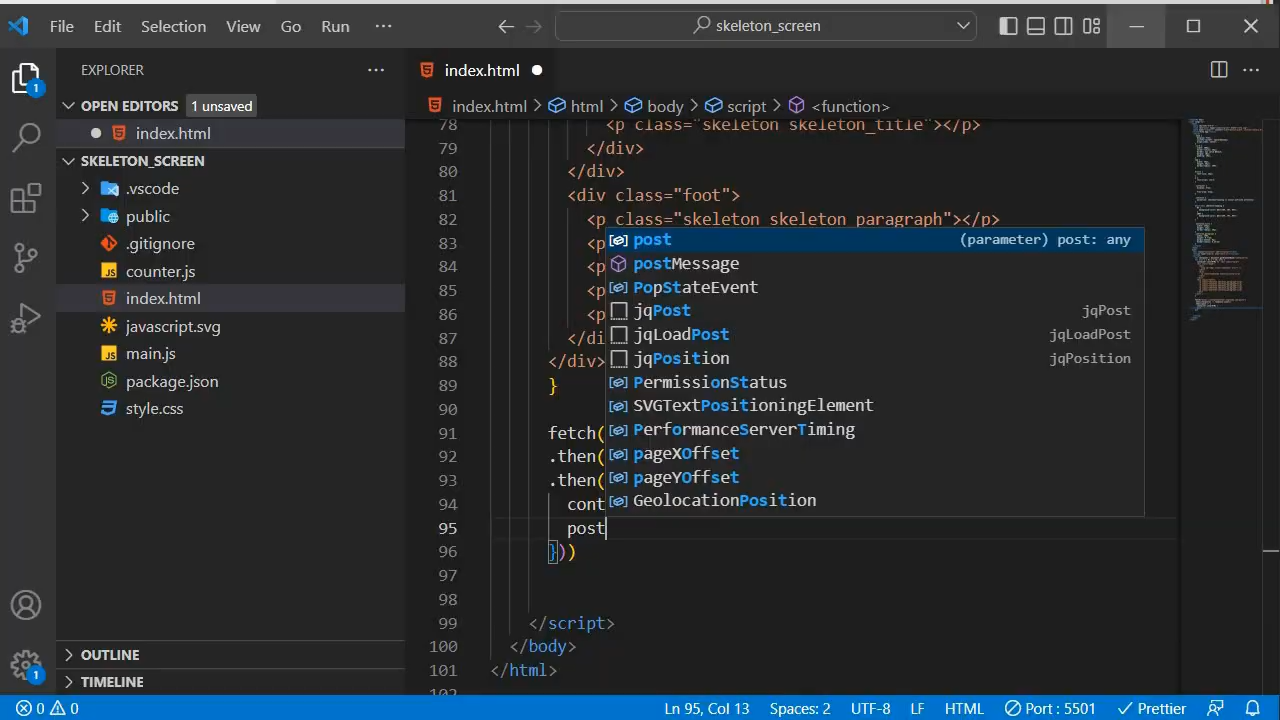 File Edit Selection View Go Run ··· skeleton_screen
EXPLORER ···
OPEN EDITORS 1 unsaved
index.html
SKELETON_SCREEN
.vscode
public
.gitignore
counter.js
index.html
javascript.svg
main.js
package.json
style.css
OUTLINE
TIMELINE
1
1
index.html
index.html > html > body > script > <function>
78 <p class="skeleton skeleton_title"></p>
79 </div>
80 </div>
81 <div class="foot">
82 <p class="skeleton skeleton_paragraph"></p>
83 <p
84 <p
85 <p
86 <p
87 </di
88 </div>
89 }
90
91 fetch(
92 .then(
93 .then(
94 cont
95 post
96 }))
97
98
99 </script>
100 </body>
101 </html>
102
post (parameter) post: any
postMessage
PopStateEvent
jqPost jqPost
jqLoadPost jqLoadPost
jqPosition jqPosition
PermissionStatus
SVGTextPositioningElement
PerformanceServerTiming
pageXOffset
pageYOffset
GeolocationPosition
0 0 Ln 95, Col 13 Spaces: 2 UTF-8 LF HTML Port : 5501 Prettier